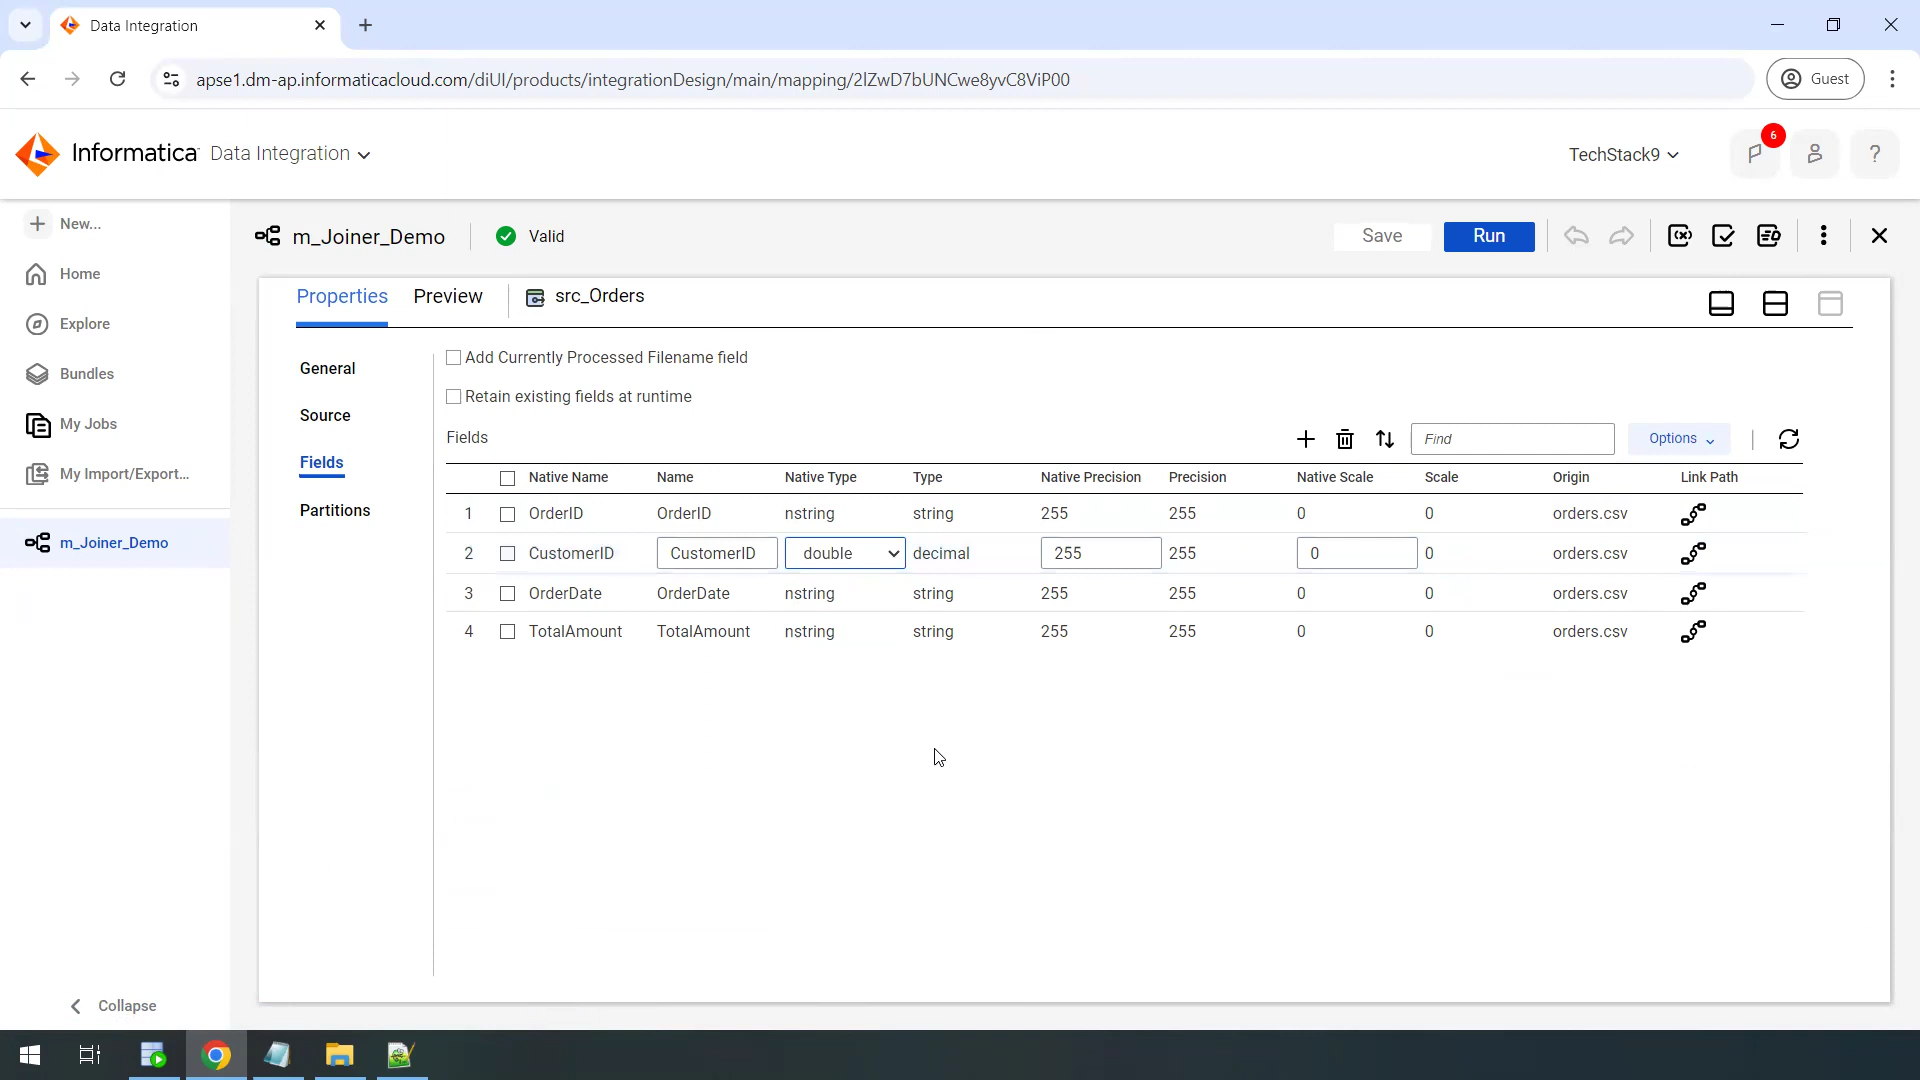 Data Integration
apse1.dm-ap.informaticacloud.com/diUI/products/integrationDesign/main/mapping/2lZwD7bUNCwe8yvC8ViP00
Guest
Informatica Data Integration
TechStack9
6
?
New...
Home
Explore
Bundles
My Jobs
My Import/Export...
m_Joiner_Demo
Collapse
m_Joiner_Demo
Valid
Save
Run
Properties
Preview
src_Orders
General
Source
Fields
Partitions
Add Currently Processed Filename field
Retain existing fields at runtime
Fields
Find
Options
Native Name Name Native Type Type Native Precision Precision Native Scale Scale Origin Link Path
1 OrderID OrderID nstring string 255 255 0 0 orders.csv
2 CustomerID CustomerID double decimal 255 255 0 0 orders.csv
3 OrderDate OrderDate nstring string 255 255 0 0 orders.csv
4 TotalAmount TotalAmount nstring string 255 255 0 0 orders.csv